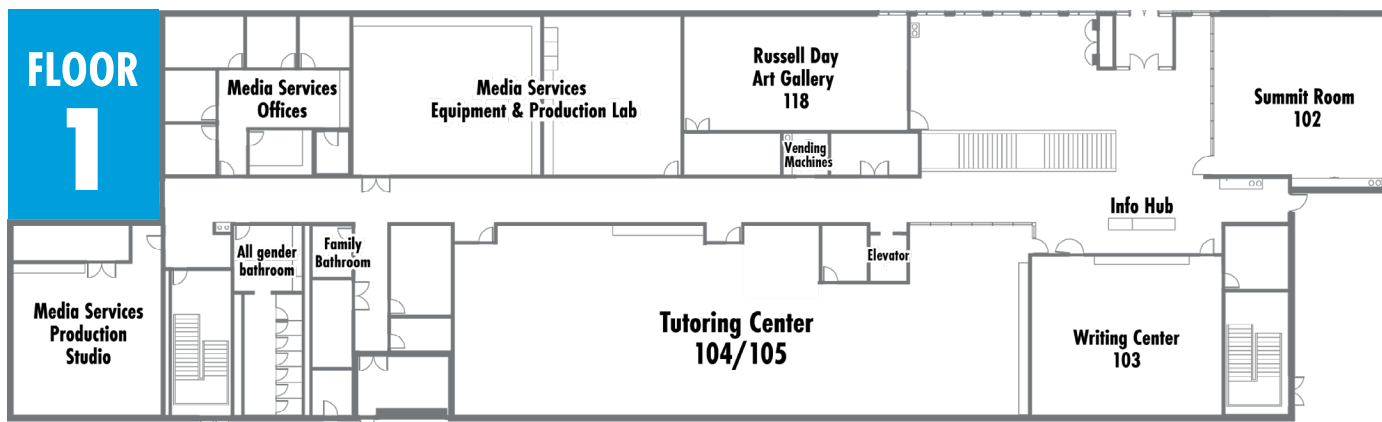 FLOOR
1
Media Services
Offices
Media Services
Equipment & Production Lab
Russell Day
Art Gallery
118
Vending
Machines
Summit Room
102
Info Hub
All gender
bathroom
Family
Bathroom
Elevator
Media Services
Production
Studio
Tutoring Center
104/105
Writing Center
103